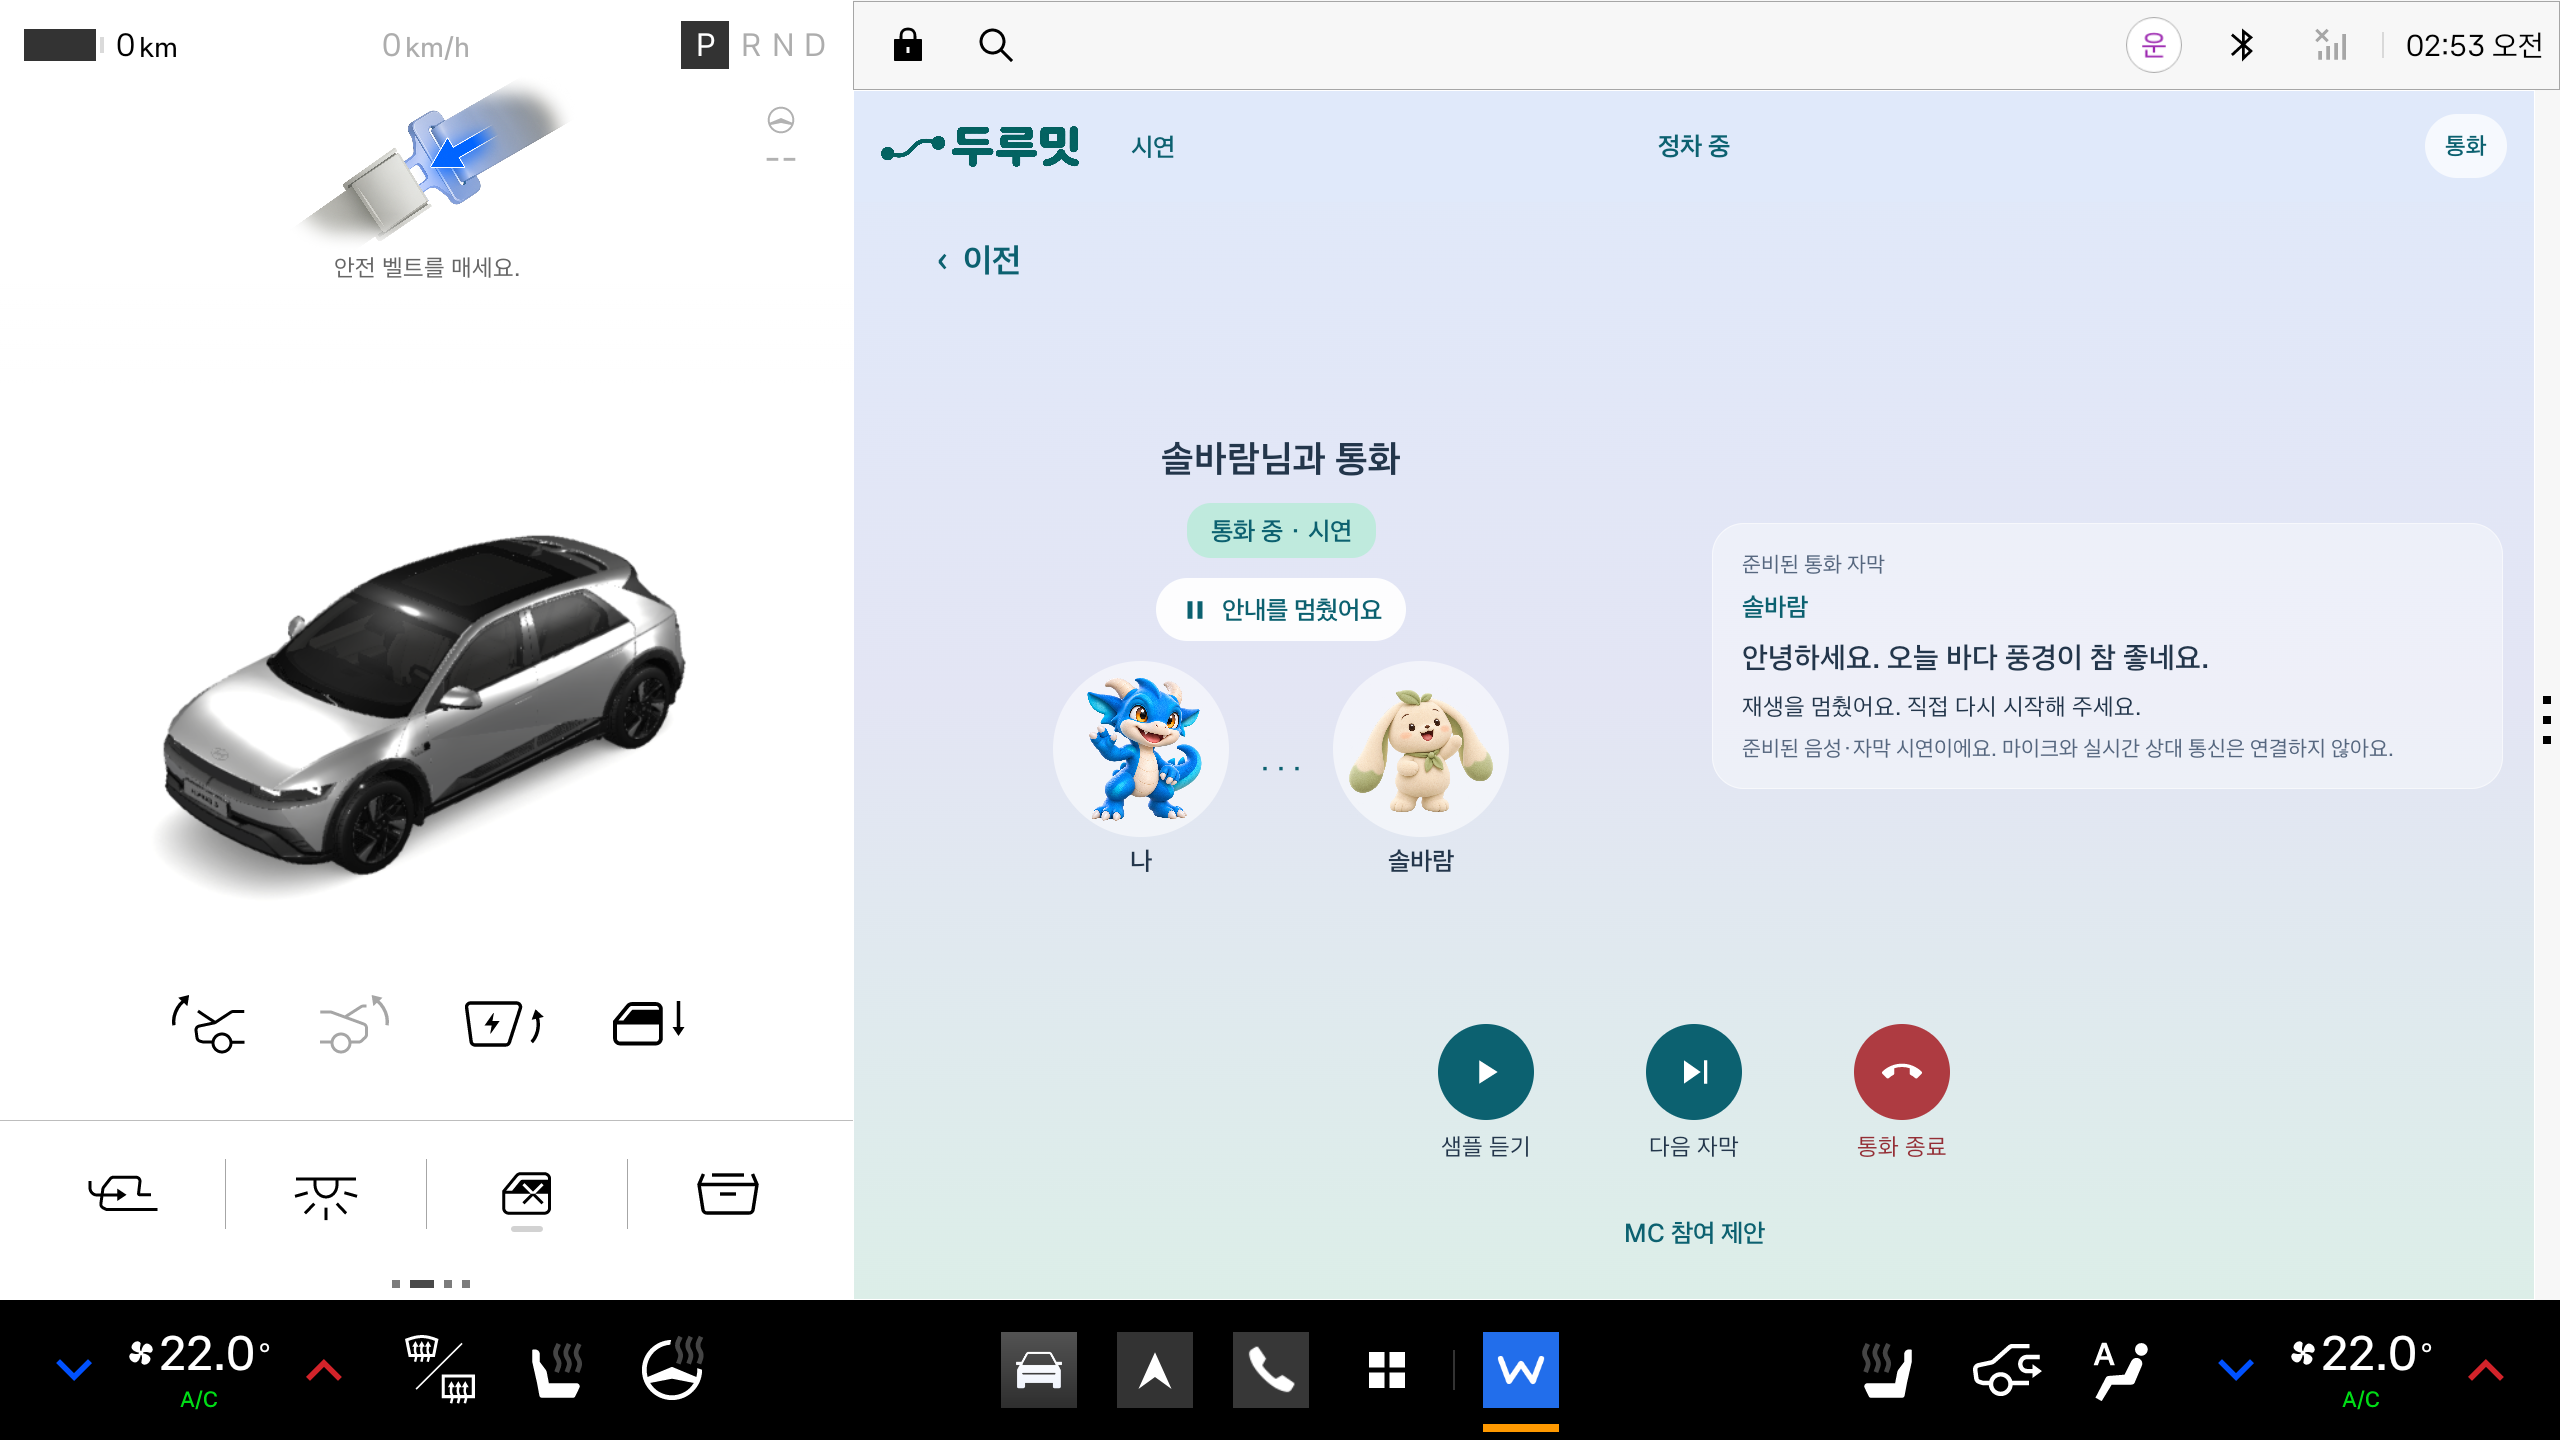 0 km
0 km/h
P R N D
안전 벨트를 매세요.
운
02:53 오전
두루밋
시연
정차 중
통화
‹ 이전
솔바람님과 통화
통화 중 · 시연
안내를 멈췄어요
나
...
솔바람
준비된 통화 자막
솔바람
안녕하세요. 오늘 바다 풍경이 참 좋네요.
재생을 멈췄어요. 직접 다시 시작해 주세요.
준비된 음성·자막 시연이에요. 마이크와 실시간 상대 통신은 연결하지 않아요.
샘플 듣기
다음 자막
통화 종료
MC 참여 제안
22.0°
A/C
A
22.0°
A/C